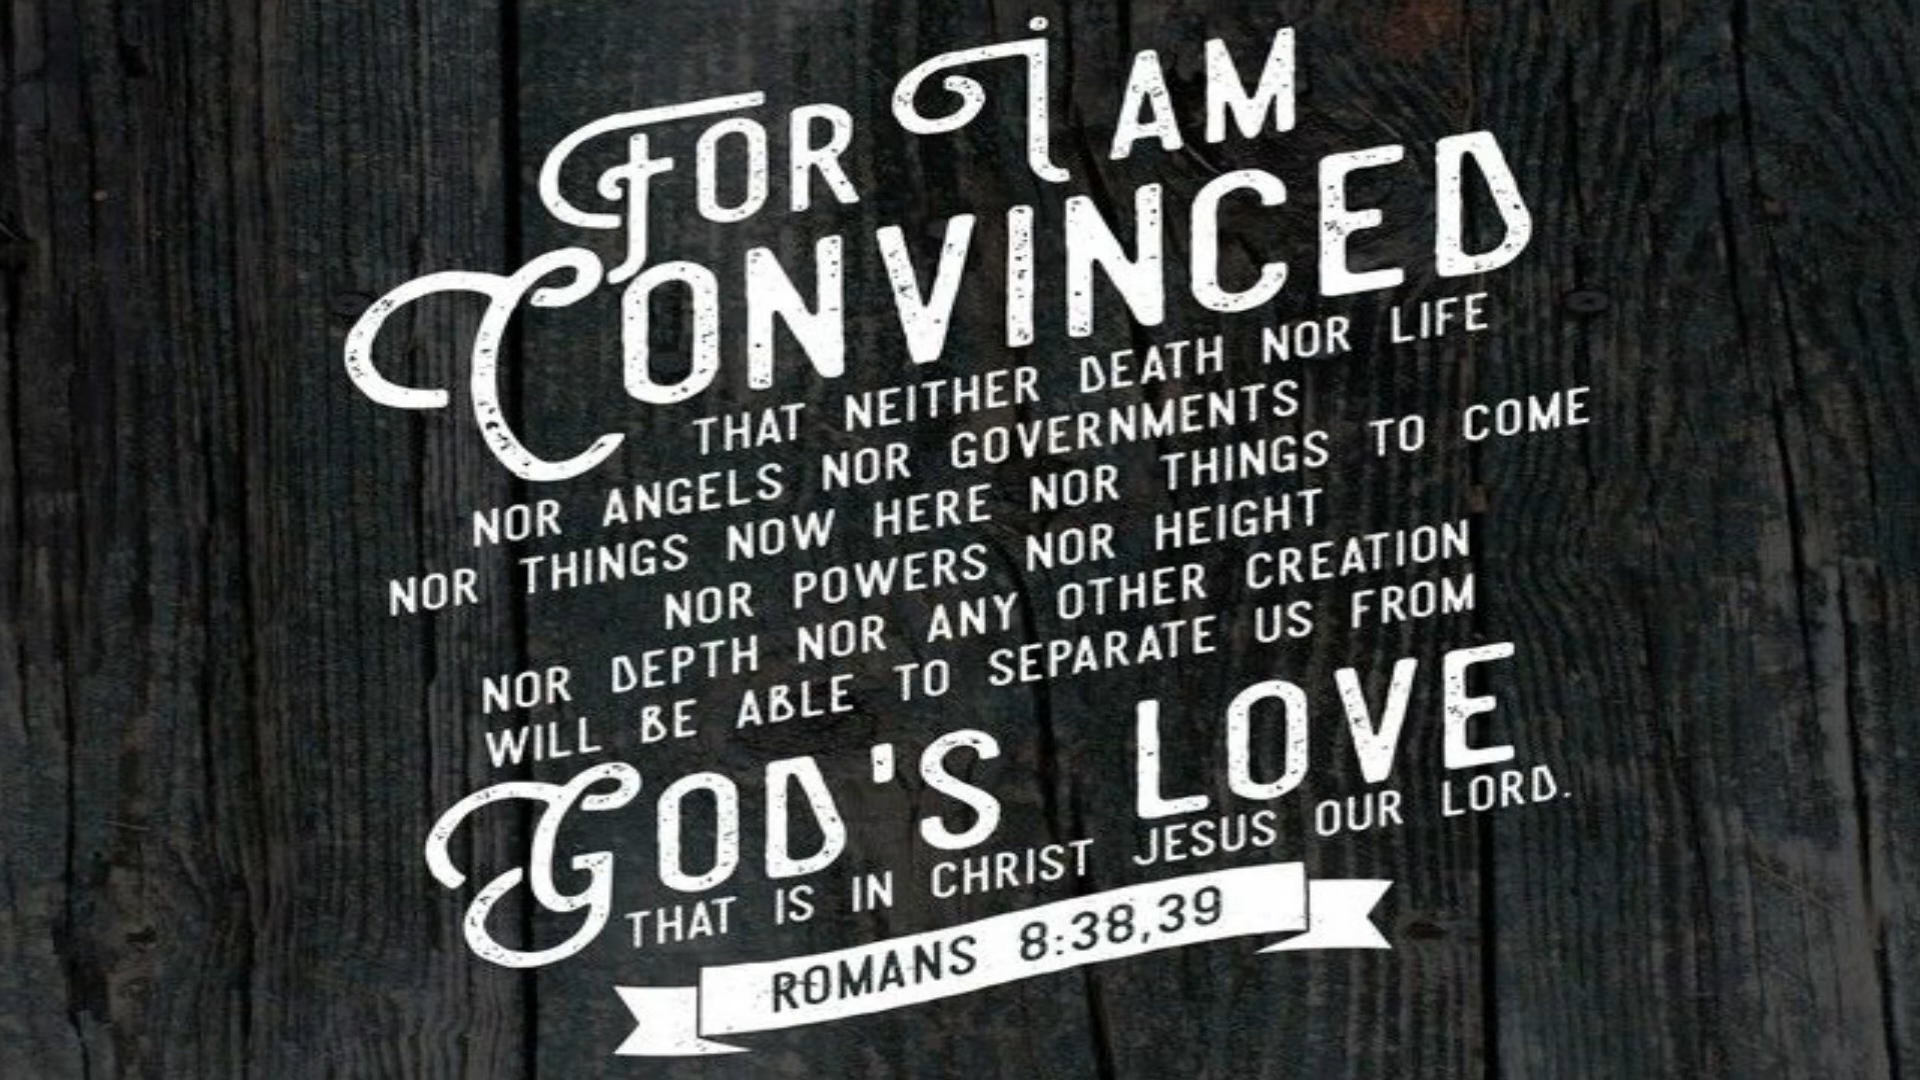 FOR I AM
CONVINCED
THAT NEITHER DEATH NOR LIFE
NOR ANGELS NOR GOVERNMENTS
NOR THINGS NOW HERE NOR THINGS TO COME
NOR POWERS NOR HEIGHT
NOR DEPTH NOR ANY OTHER CREATION
WILL BE ABLE TO SEPARATE US FROM
GOD'S LOVE
THAT IS IN CHRIST JESUS OUR LORD.
ROMANS 8:38,39